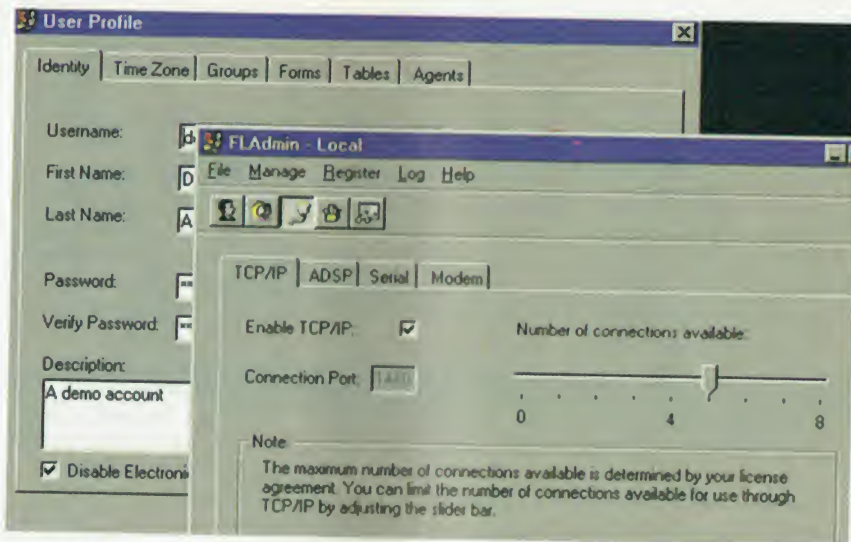 User Profile
Identity Time Zone Groups Forms Tables Agents
Username: d
First Name: D
Last Name: A
Password: **
Verify Password: **
Description:
A demo account
Disable Electroni
FLAdmin - Local
File Manage Register Log Help
TCP/IP ADSP Serial Modem
Enable TCP/IP:
Connection Port:
Number of connections available:
0 4 8
Note
The maximum number of connections available is determined by your license
agreement. You can limit the number of connections available for use through
TCP/IP by adjusting the slider bar.